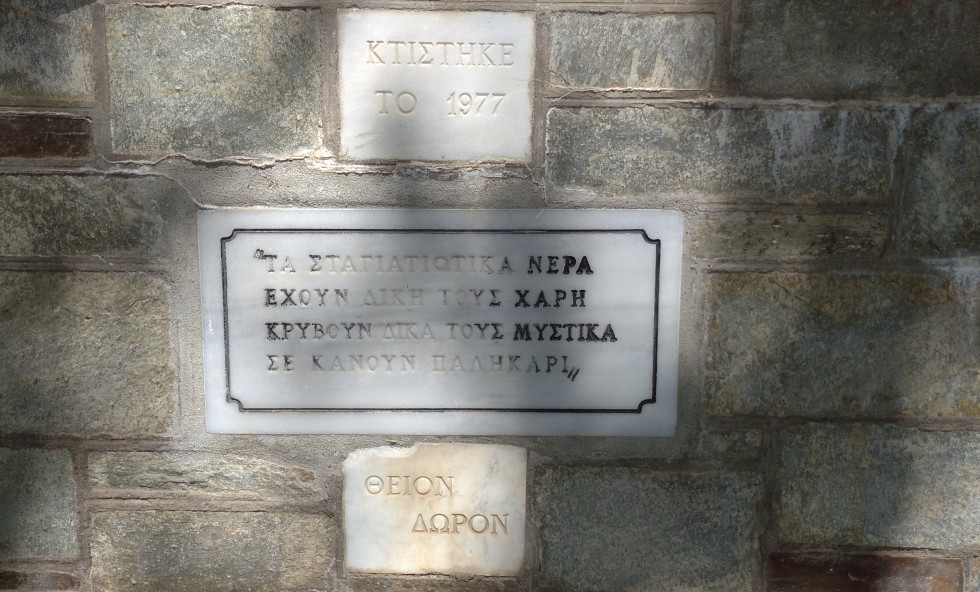 ΚΤΙΣΤΗΚΕ
ΤΟ 1977
"ΤΑ ΣΤΑΓΙΑΤΙΩΤΙΚΑ ΝΕΡΑ
ΕΧΟΥΝ ΔΙΚΗ ΤΟΥΣ ΧΑΡΗ
ΚΡΥΒΟΥΝ ΔΙΚΑ ΤΟΥΣ ΜΥΣΤΙΚΑ
ΣΕ ΚΑΝΟΥΝ ΠΑΛΗΚΑΡΙ"
ΘΕΙΟΝ
ΔΩΡΟΝ